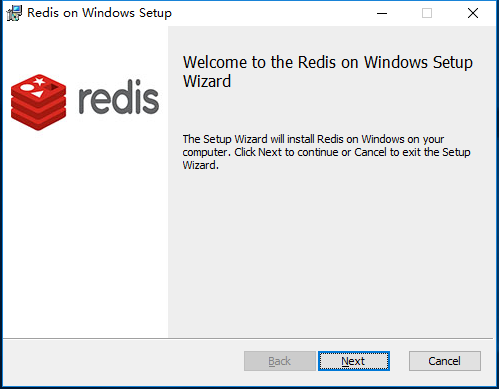 Redis on Windows Setup
redis
Welcome to the Redis on Windows Setup
Wizard
The Setup Wizard will install Redis on Windows on your
computer. Click Next to continue or Cancel to exit the Setup
Wizard.
Back Next Cancel